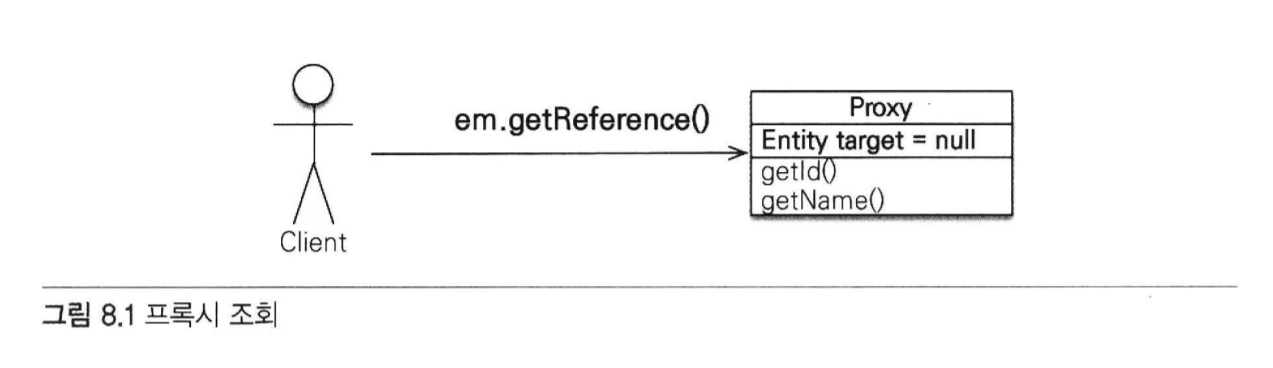 em.getReference()
Proxy
Entity target = null
getId()
getName()
Client
그림 8.1 프록시 조회